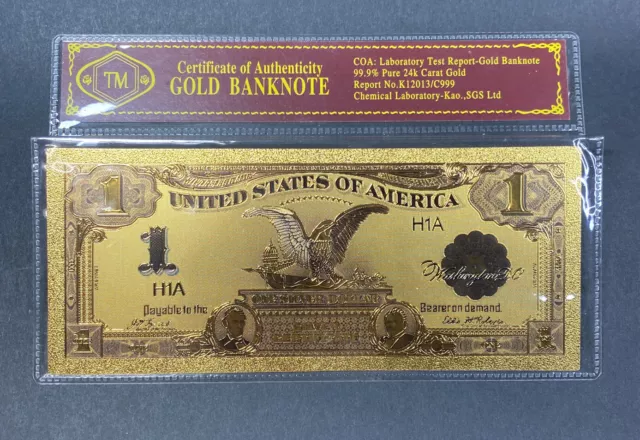 TM
Certificate of Authenticity
GOLD BANKNOTE
COA: Laboratory Test Report-Gold Banknote
99.9% Pure 24k Carat Gold
Report No.K12013/C999
Chemical Laboratory-Kao.,SGS Ltd
1
1
UNITED STATES OF AMERICA
H1A
1
H1A
Payable to the
Bearer on demand.